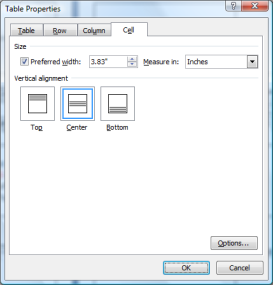 Table Properties
Table Row Column Cell
Size
Preferred width: 3.83" Measure in: Inches
Vertical alignment
Top Center Bottom
Options...
OK Cancel